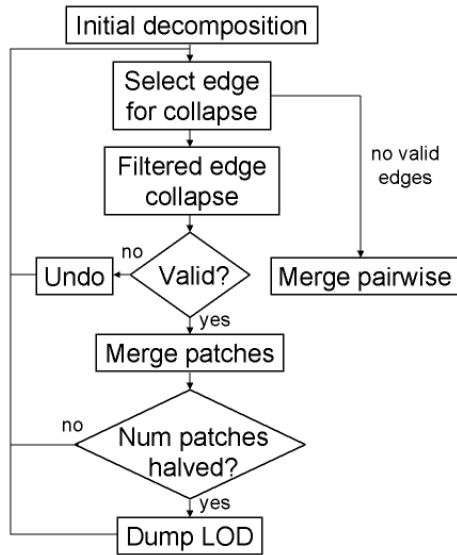 Initial decomposition
Select edge
for collapse
no valid
edges
Filtered edge
collapse
no
Valid?
Undo
Merge pairwise
yes
Merge patches
no
Num patches
halved?
yes
Dump LOD